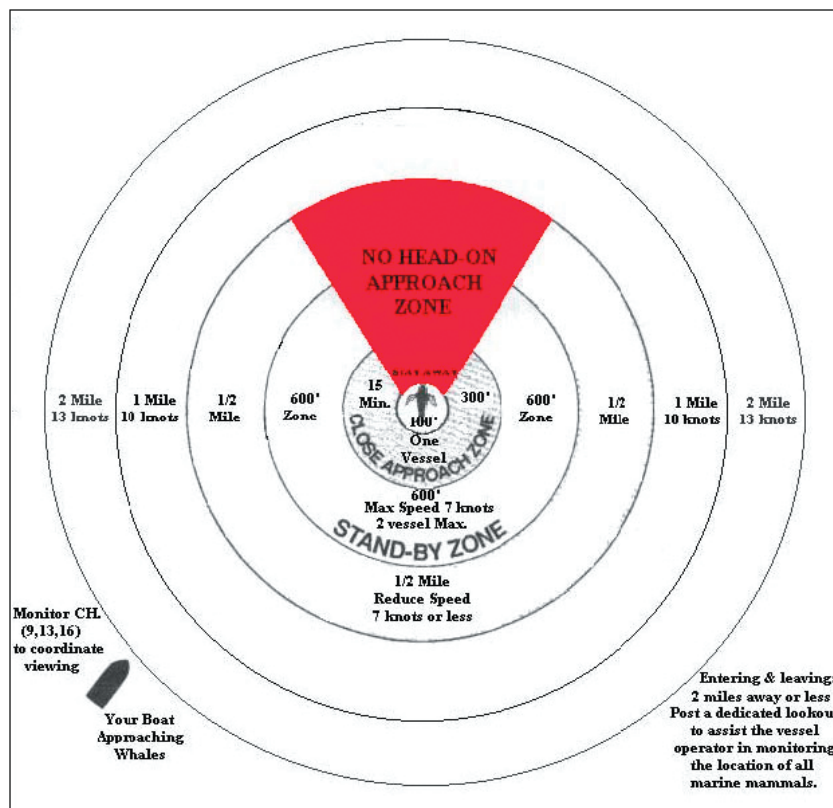 NO HEAD-ON
APPROACH
ZONE
STAY AWAY
2 Mile
13 knots
1 Mile
10 knots
1/2
Mile
600'
Zone
15
Min.
300'
600'
Zone
1/2
Mile
1 Mile
10 knots
2 Mile
13 knots
100'
One
Vessel
CLOSE APPROACH ZONE
600'
Max Speed 7 knots
2 vessel Max.
STAND-BY ZONE
1/2 Mile
Reduce Speed
7 knots or less
Monitor CH.
(9,13,16)
to coordinate
viewing
Your Boat
Approaching
Whales
Entering & leaving:
2 miles away or less
Post a dedicated lookout
to assist the vessel
operator in monitoring
the location of all
marine mammals.